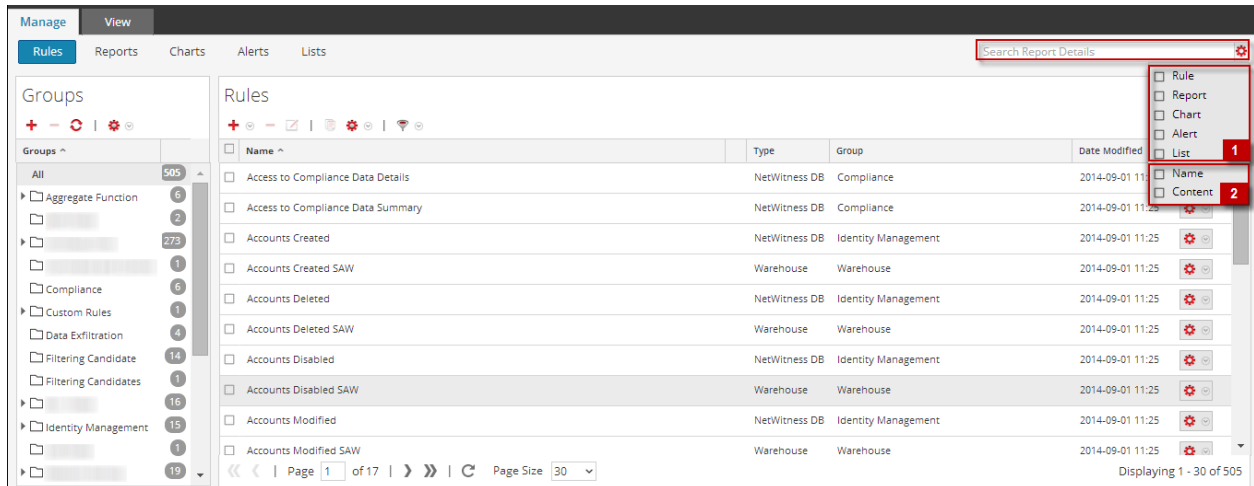 Manage View
Rules Reports Charts Alerts Lists Search Report Details
Rule
Report
Chart
Alert
List 1
Name
Content 2
Groups
Groups
All 505
Aggregate Function 6
2
273
1
Compliance 6
Custom Rules 1
Data Exfiltration 4
Filtering Candidate 14
Filtering Candidates 1
16
Identity Management 15
1
19
Rules
Name Type Group Date Modified
Access to Compliance Data Details NetWitness DB Compliance 2014-09-01 11:
Access to Compliance Data Summary NetWitness DB Compliance 2014-09-01 11:25
Accounts Created NetWitness DB Identity Management 2014-09-01 11:25
Accounts Created SAW Warehouse Warehouse 2014-09-01 11:25
Accounts Deleted NetWitness DB Identity Management 2014-09-01 11:25
Accounts Deleted SAW Warehouse Warehouse 2014-09-01 11:25
Accounts Disabled NetWitness DB Identity Management 2014-09-01 11:25
Accounts Disabled SAW Warehouse Warehouse 2014-09-01 11:25
Accounts Modified NetWitness DB Identity Management 2014-09-01 11:25
Accounts Modified SAW Warehouse Warehouse 2014-09-01 11:25
Page 1 of 17 Page Size 30 Displaying 1 - 30 of 505